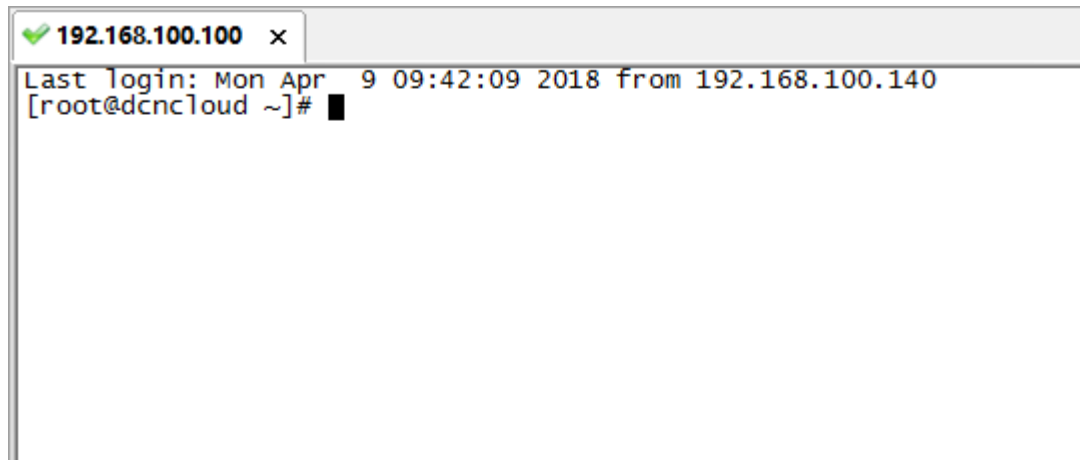 192.168.100.100 x
Last login: Mon Apr  9 09:42:09 2018 from 192.168.100.140
[root@dcncloud ~]#